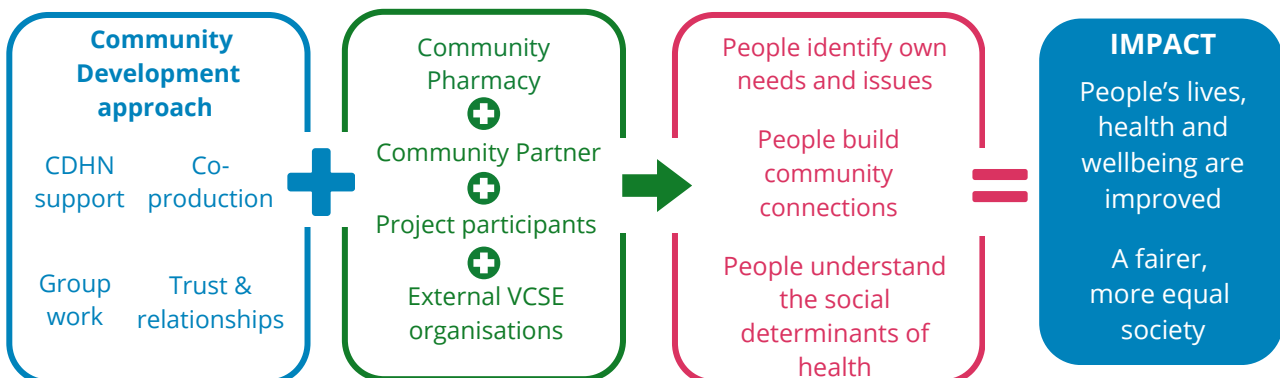 Community
Development
approach
CDHN
support
Co-
production
Group
work
Trust &
relationships
Community
Pharmacy
Community Partner
Project participants
External VCSE
organisations
People identify own
needs and issues
People build
community
connections
People understand
the social
determinants of
health
IMPACT
People’s lives,
health and
wellbeing are
improved
A fairer,
more equal
society